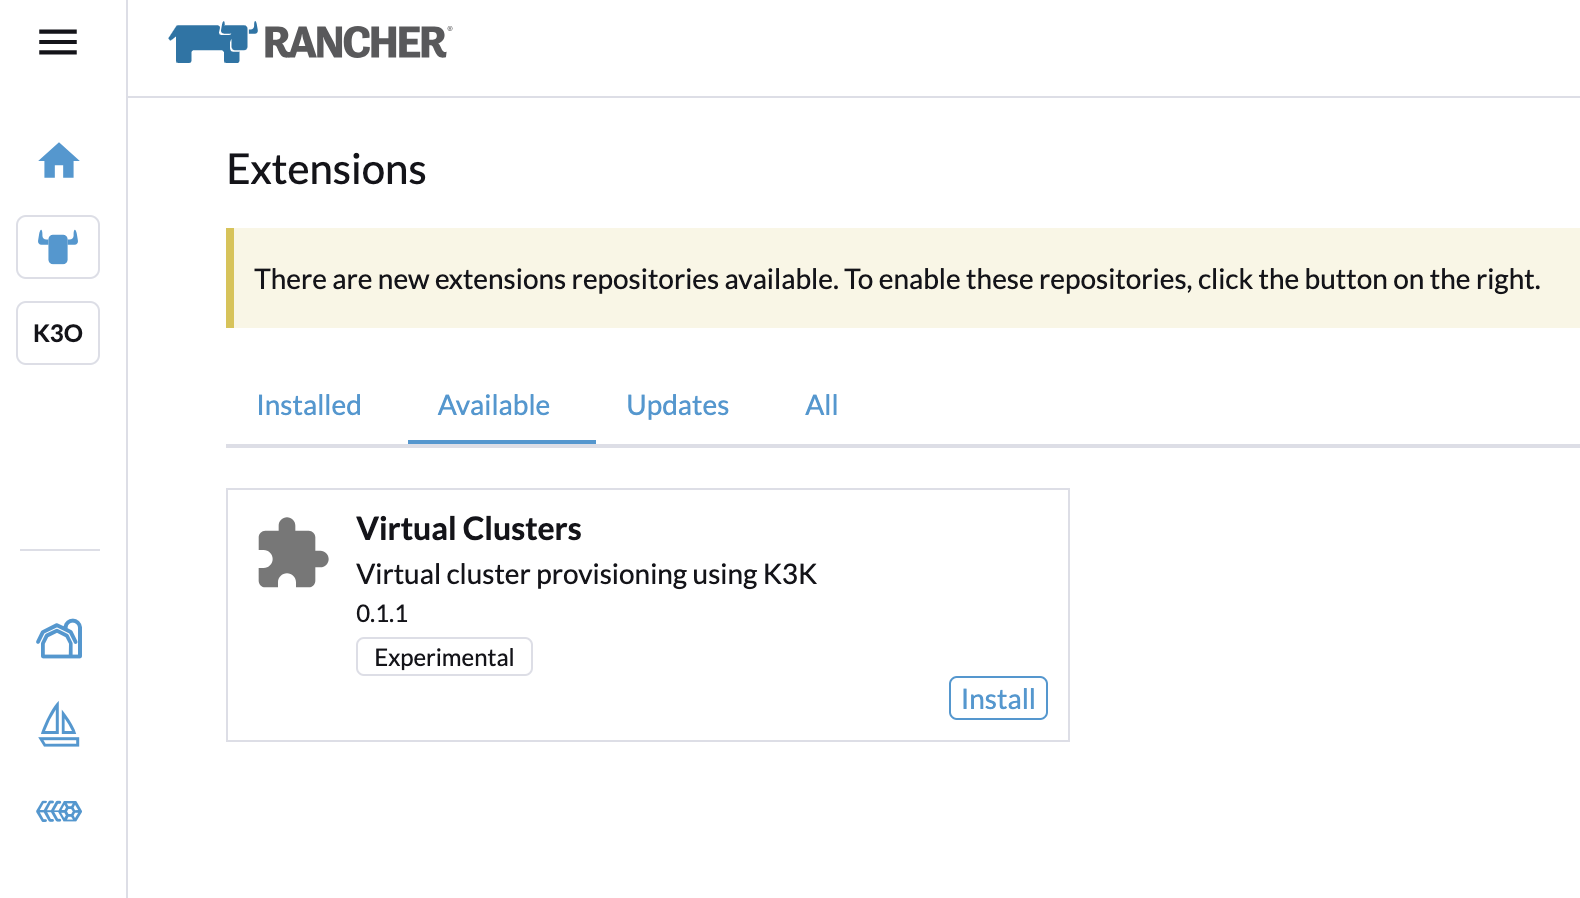 RANCHER®
Extensions
There are new extensions repositories available. To enable these repositories, click the button on the right.
K3O
Installed Available Updates All
Virtual Clusters
Virtual cluster provisioning using K3K
0.1.1
Experimental
Install